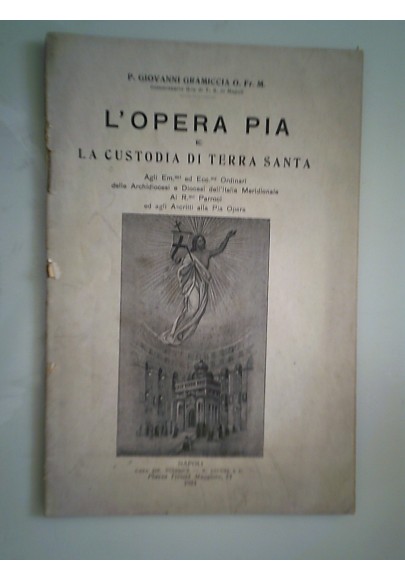 P. GIOVANNI GRAMICCIA O. Fr. M.
L'OPERA PIA
E
LA CUSTODIA DI TERRA SANTA
Agli Em.mi ed Ecc.mi Ordinari
delle Archidiocesi e Diocesi dell'Italia Meridionale
Ai R.mi Parroci
ed agli Ascritti alla Pia Opera
NAPOLI